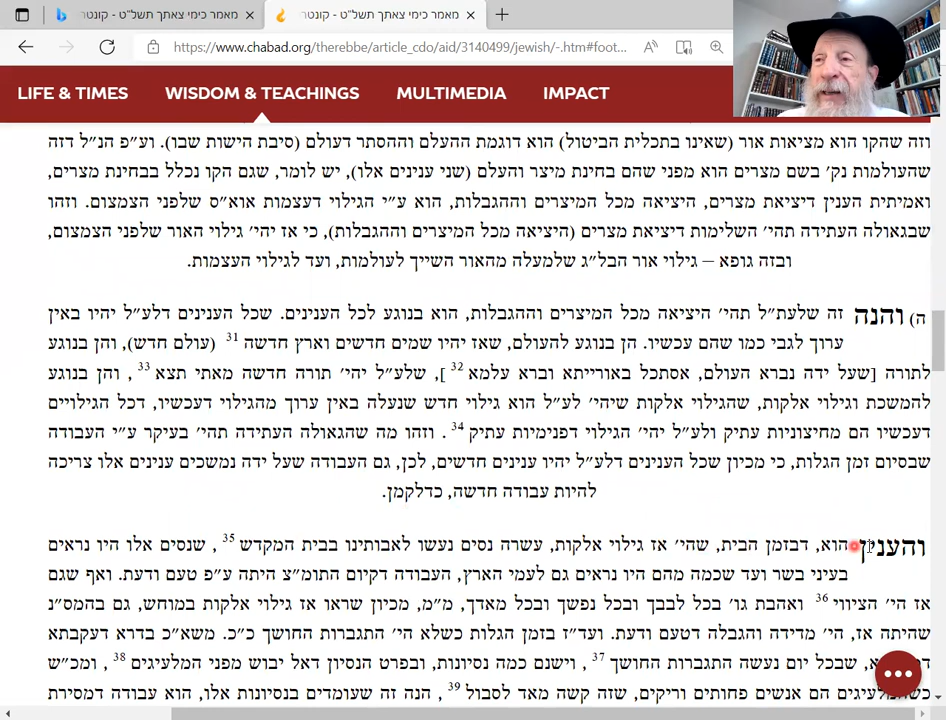 מאמר כימי צאתך תשל"ט - קונטר
מאמר כימי צאתך תשל"ט - קונטר
https://www.chabad.org/therebbe/article_cdo/aid/3140499/jewish/-.htm#foot...
LIFE & TIMES WISDOM & TEACHINGS MULTIMEDIA IMPACT
וזה שהקו הוא מציאות אור (שאינו בתכלית הביטול) הוא דוגמת ההעלם וההסתר דעולם (סיבת הישות שבו). וע״פ הנ״ל דזה
שהעולמות נק׳ בשם מצרים הוא מפני שהם בחינת מיצר והעלם (שני ענינים אלו), יש לומר, שגם הקו נכלל בבחינת מצרים,
ואמיתית הענין דיציאת מצרים, היציאה מכל המיצרים וההגבלות, הוא ע״י הגילוי דעצמות אוא״ס שלפני הצמצום. וזהו
שבגאולה העתידה תהי׳ השלימות דיציאת מצרים (היציאה מכל המיצרים וההגבלות), כי אז יהי׳ גילוי האור שלפני הצמצום,
ובזה גופא – גילוי אור הבל״ג שלמעלה מהאור השייך לעולמות, ועד לגילוי העצמות.
ה) והנה זה שלעת״ל תהי׳ היציאה מכל המיצרים וההגבלות, הוא בנוגע לכל הענינים. שכל הענינים דלע״ל יהיו באין
ערוך לגבי כמו שהם עכשיו. הן בנוגע להעולם, שאז יהיו שמים חדשים וארץ חדשה 31 (עולם חדש), והן בנוגע
לתורה [שעל ידה נברא העולם, אסתכל באורייתא וברא עלמא 32 ], שלע״ל יהי׳ תורה חדשה מאתי תצא 33 , והן בנוגע
להמשכת וגילוי אלקות, שהגילוי אלקות שיהי׳ לע״ל הוא גילוי חדש שנעלה באין ערוך מהגילוי דעכשיו, דכל הגילויים
דעכשיו הם מחיצוניות עתיק ולע״ל יהי׳ הגילוי דפנימיות עתיק 34 . וזהו מה שהגאולה העתידה תהי׳ בעיקר ע״י העבודה
שבסיום זמן הגלות, כי מכיון שכל הענינים דלע״ל יהיו ענינים חדשים, לכן, גם העבודה שעל ידה נמשכים ענינים אלו צריכה
להיות עבודה חדשה, כדלקמן.
והענין הוא, דבזמן הבית, שהי׳ אז גילוי אלקות, עשרה נסים נעשו לאבותינו בבית המקדש 35 , שנסים אלו היו נראים
בעיני בשר ועד שכמה מהם היו נראים גם לעמי הארץ, העבודה דקיום התומ״צ היתה ע״פ טעם ודעת. ואף שגם
אז הי׳ הציווי 36 ואהבת גו׳ בכל לבבך ובכל נפשך ובכל מאדך, מ״מ, מכיון שראו אז גילוי אלקות במוחש, גם בהמס״נ
שהיתה אז, הי׳ מדידה והגבלה דטעם ודעת. ועד״ז בזמן הגלות כשלא הי׳ התגברות החושך כ״כ. משא״כ בדרא דעקבתא
שבכל יום נעשה התגברות החושך 37 , וישנם כמה נסיונות, ובפרט הנסיון דאל יבוש מפני המלעיגים 38 , ומכ״ש
כשהמלעיגים הם אנשים פחותים וריקים, שזה קשה מאד לסבול 39 , הנה זה שעומדים בנסיונות אלו, הוא עבודה דמסירת